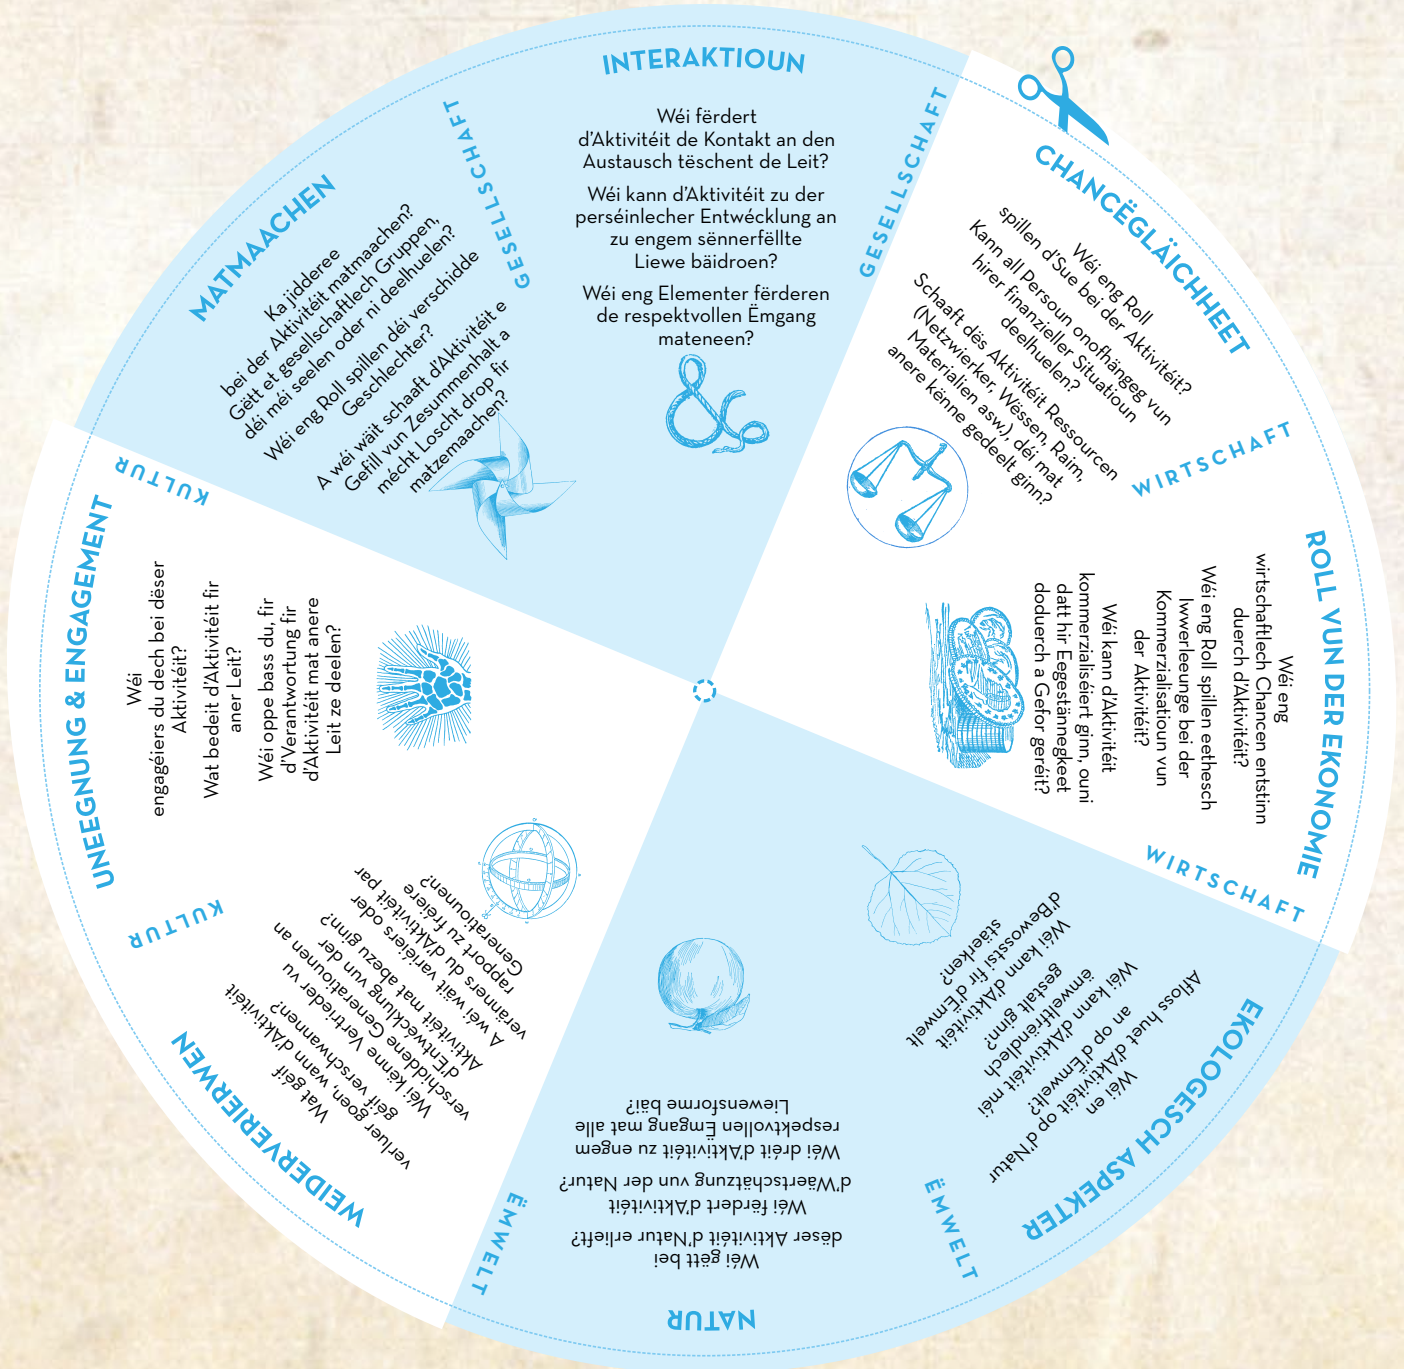 INTERAKTIOUN
Wéi fërdert
d'Aktivitéit de Kontakt an den
Austausch tëschent de Leit?
Wéi kann d'Aktivitéit zu der
perséinlecher Entwécklung an
zu engem sënnerfëllte
Liewe bäidroen?
Wéi eng Elementer fërderen
de respektvollen Ëmgang
mateneen?
GESELLSCHAFT
CHANCËGLÄICHHEET
Wéi eng Roll
spillen d'Sue bei der Aktivitéit?
Kann all Persoun onofhängeg vun
hirer finanzieller Situatioun
deelhuelen?
Schaaft dës Aktivitéit Ressourcen
(Netzwierker, Wëssen, Raim,
Materialien asw.), déi mat
anere kënne gedeelt ginn?
WIRTSCHAFT
ROLL VUN DER EKONOMIE
Wéi eng
wirtschaftlech Chancen entstinn
duerch d'Aktivitéit?
Wéi eng Roll spillen eethesch
Iwwerleeunge bei der
Kommerzialisatioun vun
der Aktivitéit?
Wéi kann d'Aktivitéit
kommerzialiséiert ginn, ouni
datt hir Eegestännegkeet
doduerch a Gefor geréit?
WIRTSCHAFT
EKOLOGESCH ASPEKTER
Wéi en
Afloss huet d'Aktivitéit op d'Natur
an op d'Ëmwelt?
Wéi kann d'Aktivitéit méi
ëmweltfrëndlech
gestalt ginn?
Wéi kann d'Aktivitéit
d'Bewosstsi fir d'Ëmwelt
stäerken?
ËMWELT
NATUR
Wéi gëtt bei
dëser Aktivitéit d'Natur erlieft?
Wéi fërdert d'Aktivitéit
d'Wäertschätzung vun der Natur?
Wéi dréit d'Aktivitéit zu engem
respektvollen Ëmgang mat alle
Liewensforme bäi?
ËMWELT
WEIDERVERIERWEN
Wat géif
verluer goen, wann d'Aktivitéit
géif verschwannen?
Wéi kënne Vertrieder vu
verschiddene Generatiounen an
d'Entwécklung vun der
Aktivitéit mat abezu ginn?
A wéi wäit variéiers oder
veränners du d'Aktivitéit par
rapport zu fréiere
Generatiounen?
KULTUR
UNEEGNUNG & ENGAGEMENT
Wéi
engagéiers du dech bei dëser
Aktivitéit?
Wat bedeit d'Aktivitéit fir
aner Leit?
Wéi oppe bass du, fir
d'Verantwortung fir
d'Aktivitéit mat anere
Leit ze deelen?
KULTUR
MATMAACHEN
Ka jidderee
bei der Aktivitéit matmaachen?
Gëtt et gesellschaftlech Gruppen,
déi méi seelen oder ni deelhuelen?
Wéi eng Roll spillen déi verschidde
Geschlechter?
A wéi wäit schaaft d'Aktivitéit e
Gefill vun Zesummenhalt a
mécht Loscht drop fir
matzemaachen?
GESELLSCHAFT